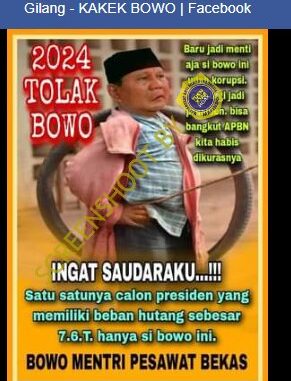 Gilang - KAKEK BOWO | Facebook
2024
TOLAK
BOWO
Baru jadi menti
aja si bowo ini
korupsi.
jadi
bisa
bangkut APBN
kita habis
dikurasnya
SCREENSHOOT BY
INGAT SAUDARAKU...!!!
Satu satunya calon presiden yang
memiliki beban hutang sebesar
7.6.T. hanya si bowo ini.
BOWO MENTRI PESAWAT BEKAS